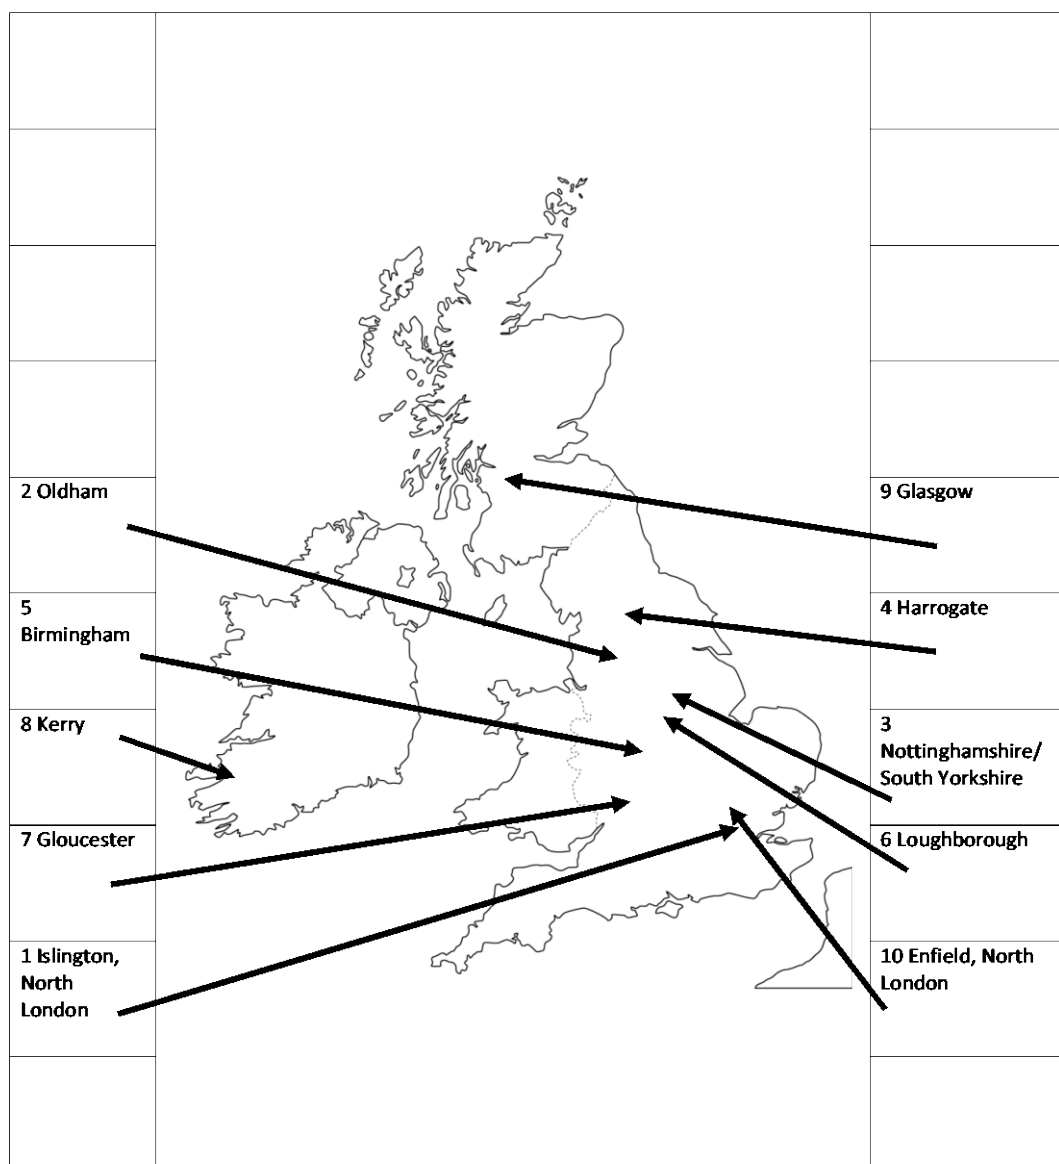 2 Oldham
9 Glasgow
5
Birmingham
4 Harrogate
8 Kerry
3
Nottinghamshire/
South Yorkshire
7 Gloucester
6 Loughborough
1 Islington,
North
London
10 Enfield, North
London